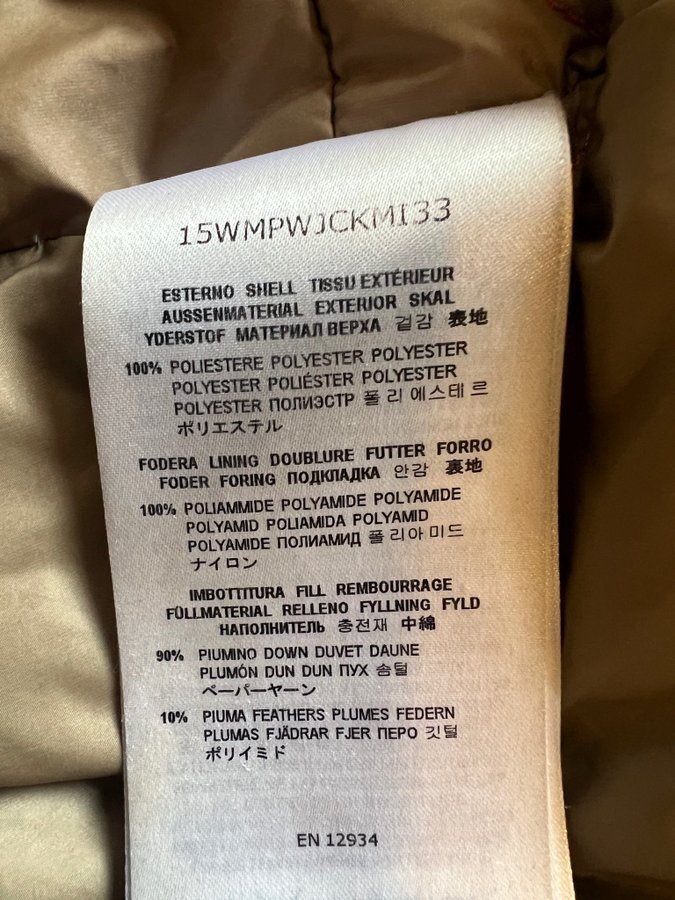 15WMPWJCKMI33
ESTERNO SHELL TISSU EXTÉRIEUR
AUSSENMATERIAL EXTERIOR SKAL
YDERSTOF МАТЕРИАЛ ВЕРХА 겉감 表地
100% POLIESTERE POLYESTER POLYESTER
POLYESTER POLIÉSTER POLYESTER
POLYESTER ПОЛИЭСТР 폴리에스테르
ポリエステル
FODERA LINING DOUBLURE FUTTER FORRO
FODER FORING ПОДКЛАДКА 안감 裏地
100% POLIAMMIDE POLYAMIDE POLYAMIDE
POLYAMID POLIAMIDA POLYAMID
POLYAMIDE ПОЛИАМИД 폴리아미드
ナイロン
IMBOTTITURA FILL REMBOURRAGE
FÜLLMATERIAL RELLENO FYLLNING FYLD
НАПОЛНИТЕЛЬ 충전재 中綿
90% PIUMINO DOWN DUVET DAUNE
PLUMÓN DUN DUN ПУХ 솜털
ペーパーヤーン
10% PIUMA FEATHERS PLUMES FEDERN
PLUMAS FJÄDRAR FJER ПЕРО 깃털
ポリイミド
EN 12934